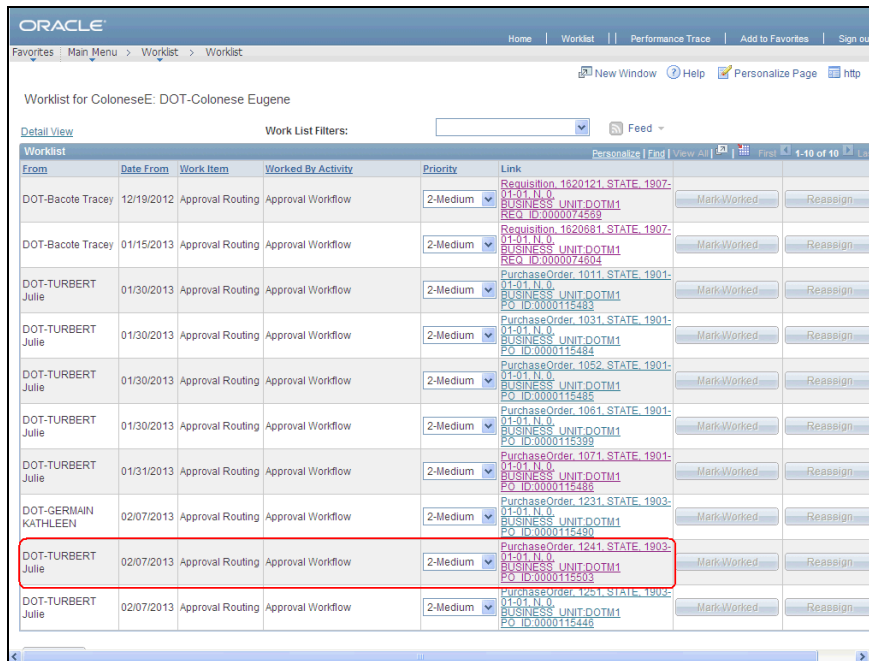 ORACLE
Home | Worklist | | Performance Trace | Add to Favorites | Sign ou
Favorites Main Menu > Worklist > Worklist
New Window Help Personalize Page http
Worklist for ColoneseE: DOT-Colonese Eugene
Detail View Work List Filters: Feed
Worklist Personalize | Find | View All | | First 1-10 of 10 La
From Date From Work Item Worked By Activity Priority Link
DOT-Bacote Tracey 12/19/2012 Approval Routing Approval Workflow 2-Medium Requisition, 1620121, STATE, 1907-
01-01, N, 0,
BUSINESS_UNIT:DOTM1
REQ_ID:0000074569
Mark Worked Reassign
DOT-Bacote Tracey 01/15/2013 Approval Routing Approval Workflow 2-Medium Requisition, 1620681, STATE, 1907-
01-01, N, 0,
BUSINESS_UNIT:DOTM1
REQ_ID:0000074604
Mark Worked Reassign
DOT-TURBERT
Julie
01/30/2013 Approval Routing Approval Workflow 2-Medium PurchaseOrder, 1011, STATE, 1901-
01-01, N, 0,
BUSINESS_UNIT:DOTM1
PO_ID:0000115483
Mark Worked Reassign
DOT-TURBERT
Julie
01/30/2013 Approval Routing Approval Workflow 2-Medium PurchaseOrder, 1031, STATE, 1901-
01-01, N, 0,
BUSINESS_UNIT:DOTM1
PO_ID:0000115484
Mark Worked Reassign
DOT-TURBERT
Julie
01/30/2013 Approval Routing Approval Workflow 2-Medium PurchaseOrder, 1052, STATE, 1901-
01-01, N, 0,
BUSINESS_UNIT:DOTM1
PO_ID:0000115485
Mark Worked Reassign
DOT-TURBERT
Julie
01/30/2013 Approval Routing Approval Workflow 2-Medium PurchaseOrder, 1061, STATE, 1901-
01-01, N, 0,
BUSINESS_UNIT:DOTM1
PO_ID:0000115399
Mark Worked Reassign
DOT-TURBERT
Julie
01/31/2013 Approval Routing Approval Workflow 2-Medium PurchaseOrder, 1071, STATE, 1901-
01-01, N, 0,
BUSINESS_UNIT:DOTM1
PO_ID:0000115486
Mark Worked Reassign
DOT-GERMAIN
KATHLEEN
02/07/2013 Approval Routing Approval Workflow 2-Medium PurchaseOrder, 1231, STATE, 1903-
01-01, N, 0,
BUSINESS_UNIT:DOTM1
PO_ID:0000115490
Mark Worked Reassign
DOT-TURBERT
Julie
02/07/2013 Approval Routing Approval Workflow 2-Medium PurchaseOrder, 1241, STATE, 1903-
01-01, N, 0,
BUSINESS_UNIT:DOTM1
PO_ID:0000115503
Mark Worked Reassign
DOT-TURBERT
Julie
02/07/2013 Approval Routing Approval Workflow 2-Medium PurchaseOrder, 1251, STATE, 1903-
01-01, N, 0,
BUSINESS_UNIT:DOTM1
PO_ID:0000115446
Mark Worked Reassign